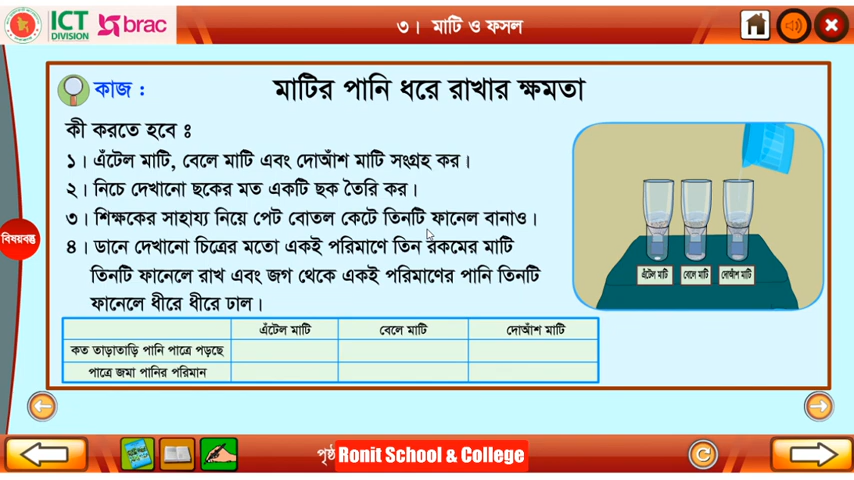 ICT
DIVISION
brac
৩। মাটি ও ফসল
কাজ :
মাটির পানি ধরে রাখার ক্ষমতা
কী করতে হবে ঃ
১। এঁটেল মাটি, বেলে মাটি এবং দোআঁশ মাটি সংগ্রহ কর।
২। নিচে দেখানো ছকের মত একটি ছক তৈরি কর।
৩। শিক্ষকের সাহায্য নিয়ে পেট বোতল কেটে তিনটি ফানেল বানাও।
৪। ডানে দেখানো চিত্রের মতো একই পরিমাণে তিন রকমের মাটি
তিনটি ফানেলে রাখ এবং জগ থেকে একই পরিমাণের পানি তিনটি
ফানেলে ধীরে ধীরে ঢাল।
এঁটেল মাটি বেলে মাটি দোআঁশ মাটি
এঁটেল মাটি বেলে মাটি দোআঁশ মাটি
কত তাড়াতাড়ি পানি পাত্রে পড়ছে
পাত্রে জমা পানির পরিমান
বিষয়বস্তু
Ronit School & College